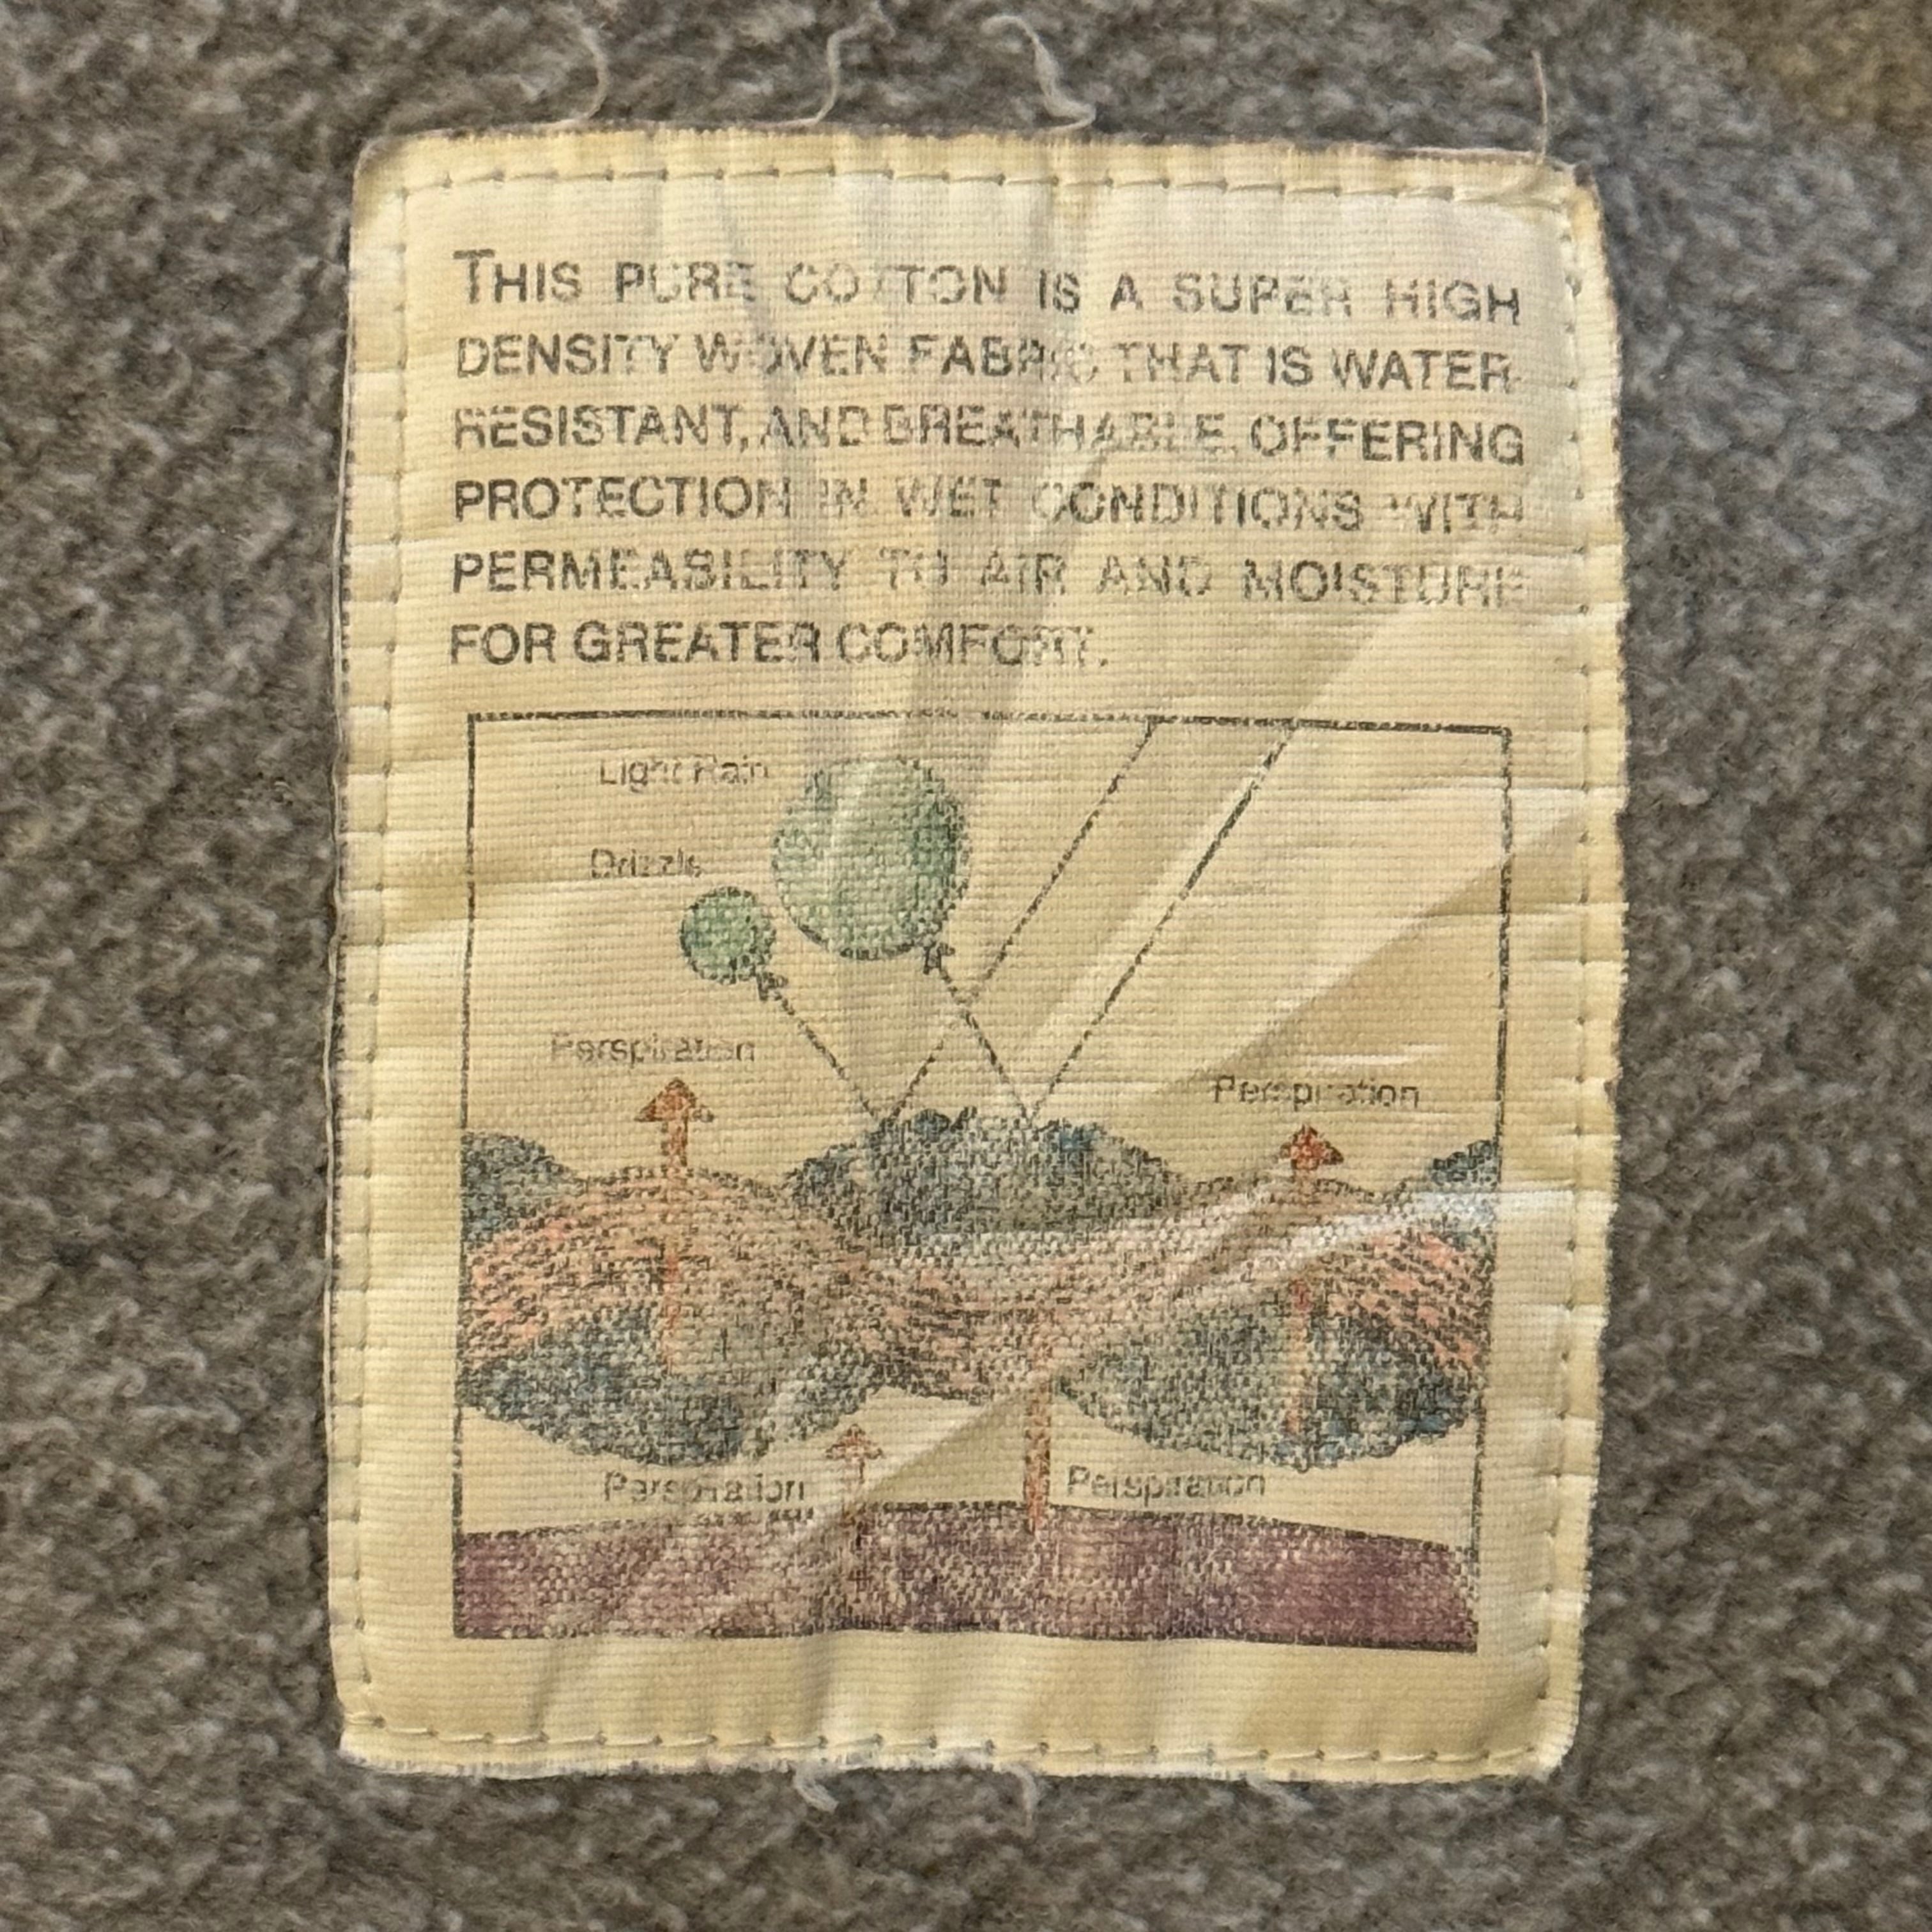 THIS PURE COTTON IS A SUPER HIGH
DENSITY WOVEN FABRIC THAT IS WATER-
RESISTANT, AND BREATHABLE, OFFERING
PROTECTION IN WET CONDITIONS WITH
PERMEABILITY TO AIR AND MOISTURE
FOR GREATER COMFORT.
Light Rain
Drizzle
Perspiration
Perspiration
Perspiration
Perspiration